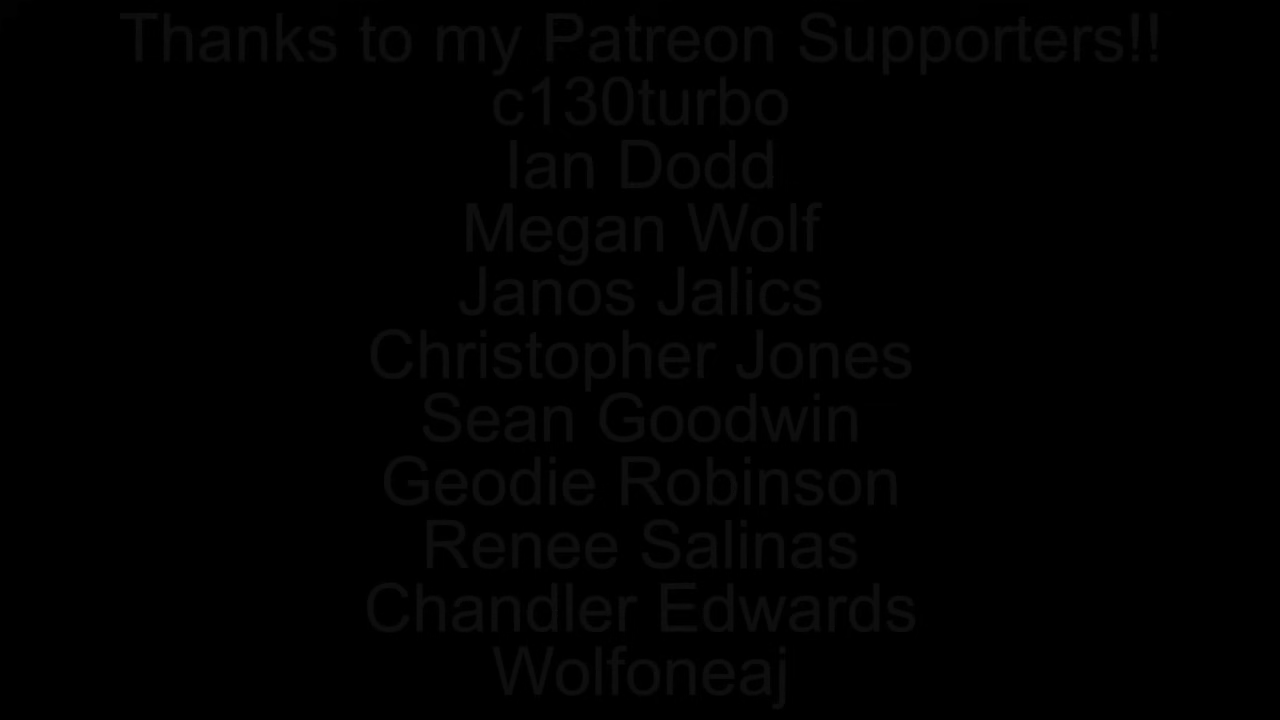 Thanks to my Patreon Supporters!!
c130turbo
Ian Dodd
Megan Wolf
Janos Jalics
Christopher Jones
Sean Goodwin
Geodie Robinson
Renee Salinas
Chandler Edwards
Wolfoneaj